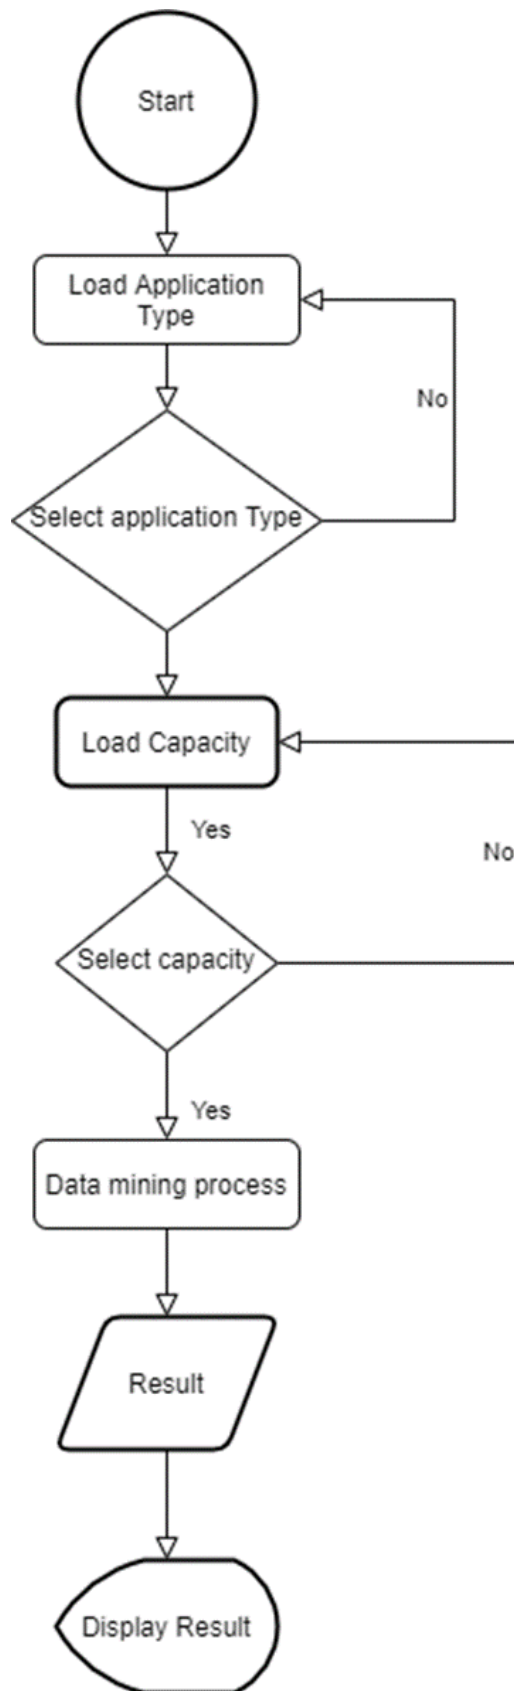 Start
Load Application
Type
No
Select application Type
Load Capacity
Yes
No
Select capacity
Yes
Data mining process
Result
Display Result